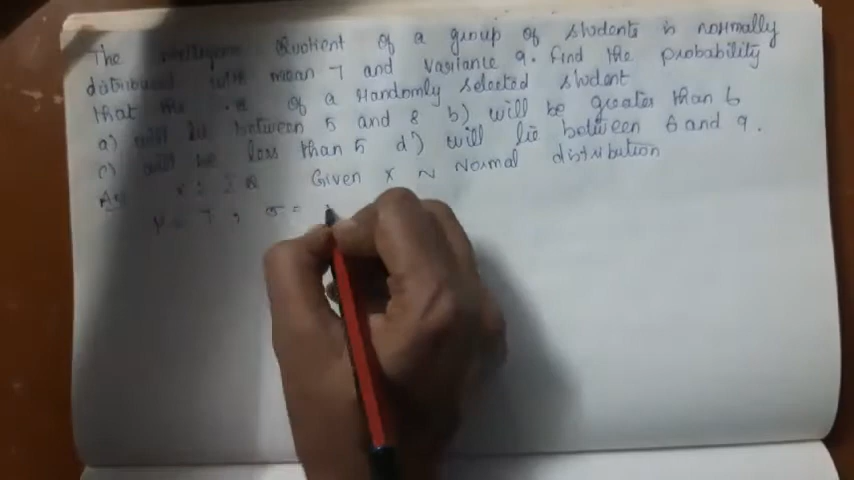 The Quotient of a group of students is normally
distributed with mean 7 and variance 9. Find the probability
that the of a randomly selected student
a) will lie between 5 and 8 b) will be greater than 6
c) will be less than 5 d) will lie between 6 and 9.
Ans x : I Q Given x ~ Normal distribution
μ = 7 , σ =